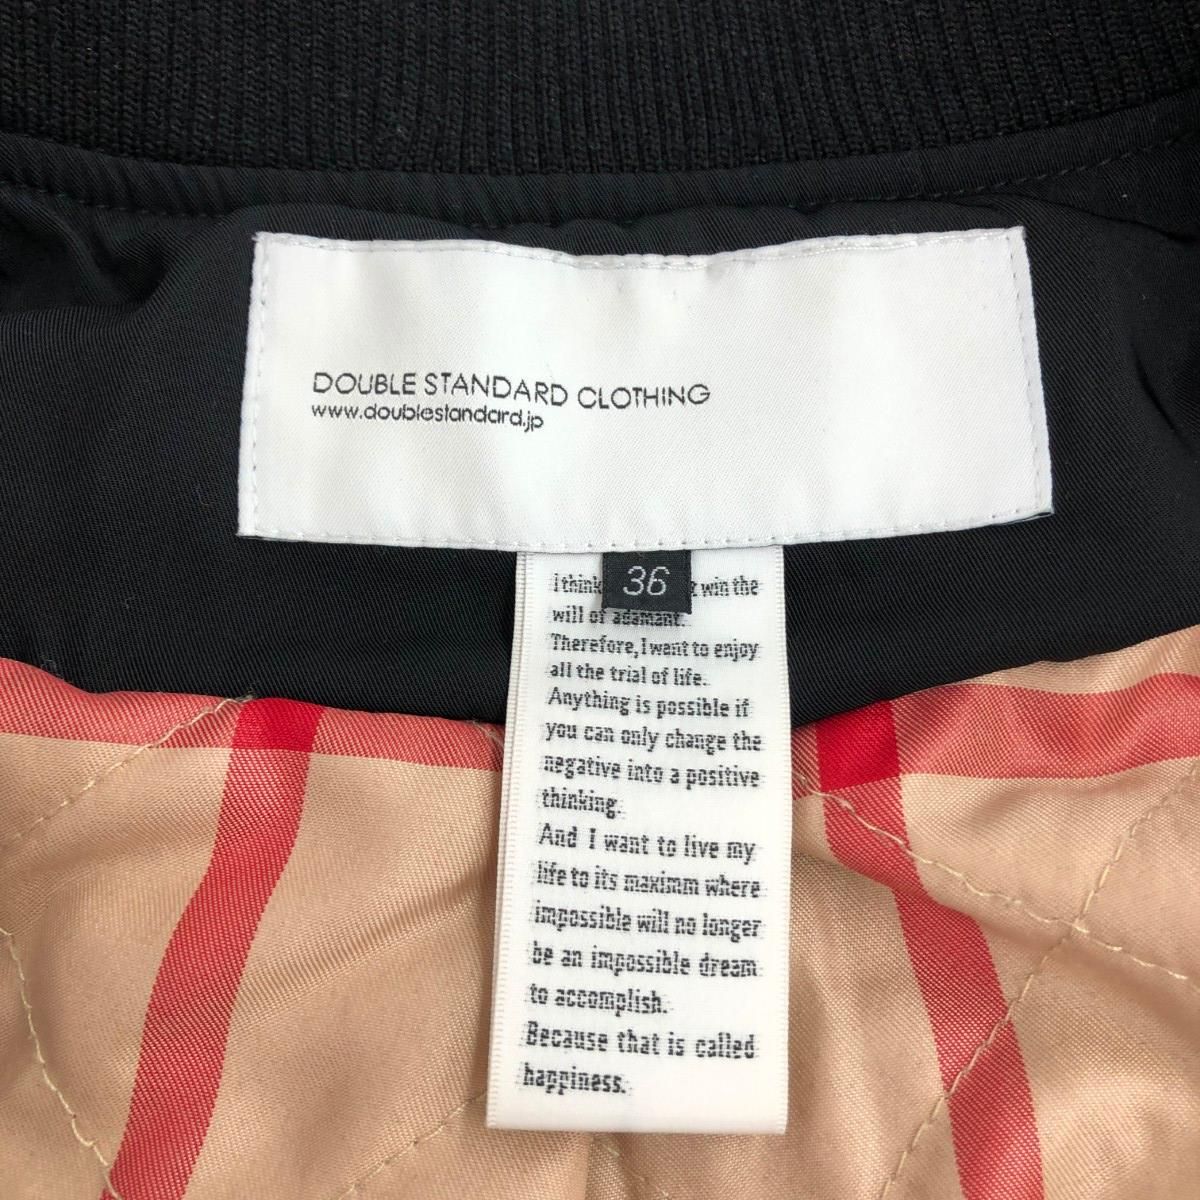 DOUBLE STANDARD CLOTHING
www.doublestandard.jp
36
I think win the
will of adamant.
Therefore, I want to enjoy
all the trial of life.
Anything is possible if
you can only change the
negative into a positive
thinking.
And I want to live my
life to its maximm where
impossible will no longer
be an impossible dream
to accomplish.
Because that is called
happiness.